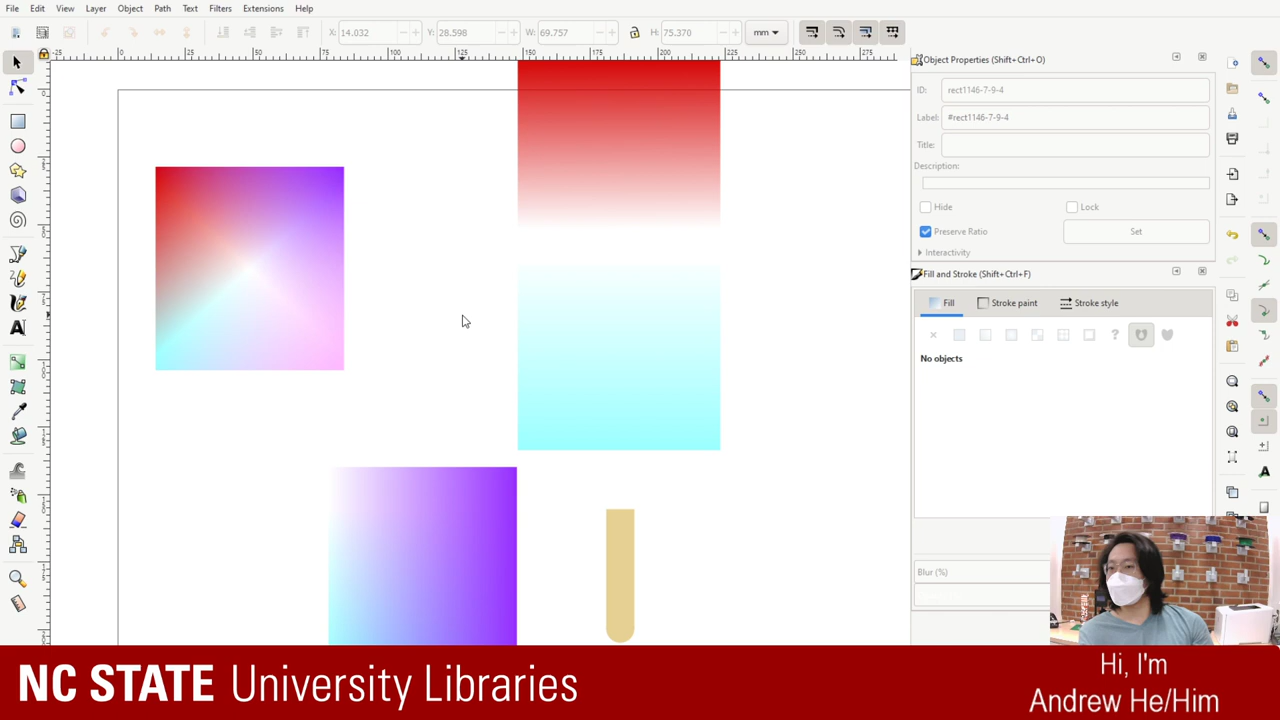 File Edit View Layer Object Path Text Filters Extensions Help
X: 14.032 Y: 28.598 W: 69.757 H: 75.370 mm
Object Properties (Shift+Ctrl+O)
ID: rect1146-7-9-4
Label: #rect1146-7-9-4
Title:
Description:
Hide Lock
Preserve Ratio Set
Interactivity
Fill and Stroke (Shift+Ctrl+F)
Fill Stroke paint Stroke style
No objects
Blur (%)
NC STATE University Libraries
Hi, I'm
Andrew He/Him